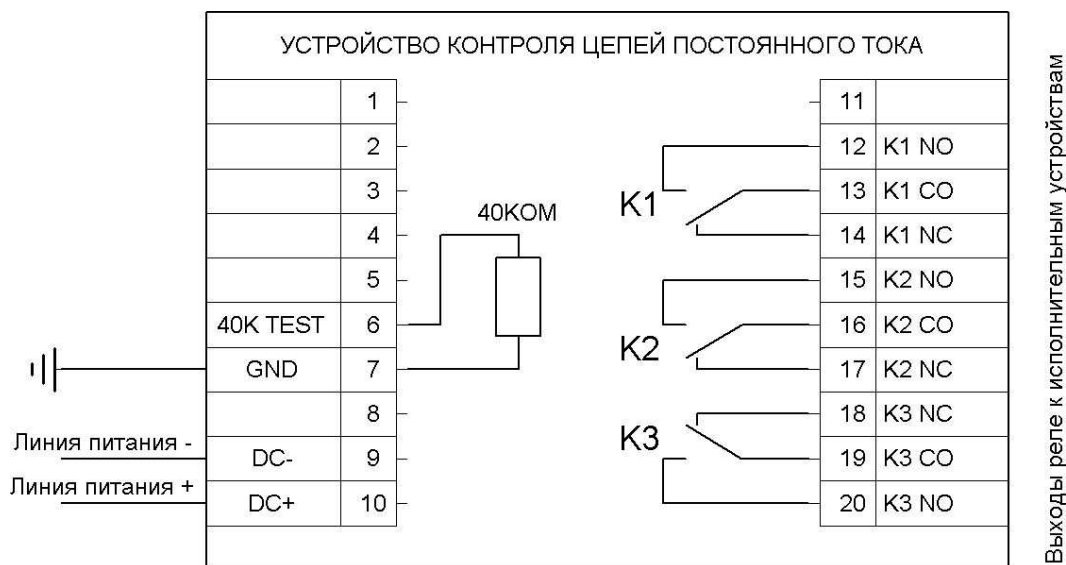 УСТРОЙСТВО КОНТРОЛЯ ЦЕПЕЙ ПОСТОЯННОГО ТОКА
1
2
3
4
5
40K TEST 6
GND 7
8
Линия питания -
DC- 9
Линия питания +
DC+ 10
40KOM
K1
K2
K3
11
12 K1 NO
13 K1 CO
14 K1 NC
15 K2 NO
16 K2 CO
17 K2 NC
18 K3 NC
19 K3 CO
20 K3 NO
Выходы реле к исполнительным устройствам